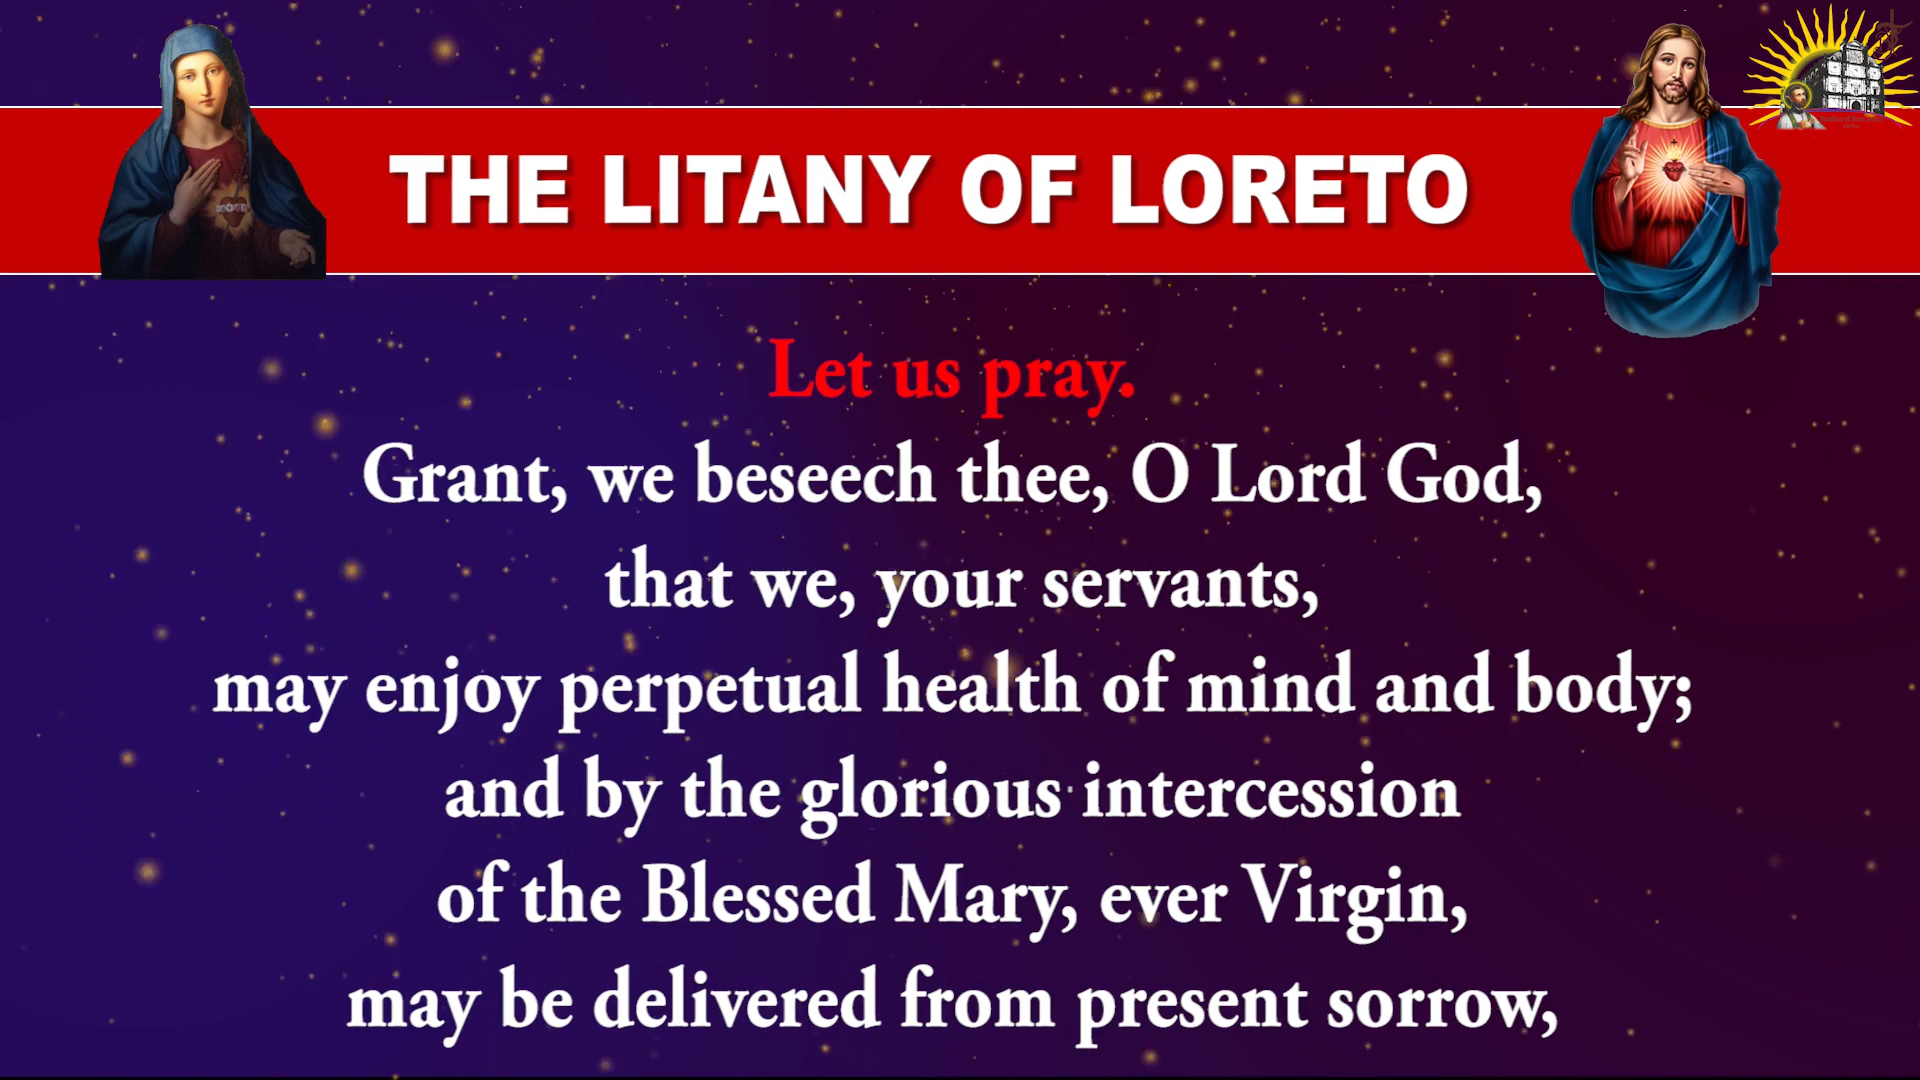 THE LITANY OF LORETO
Let us pray.
Grant, we beseech thee, O Lord God,
that we, your servants,
may enjoy perpetual health of mind and body;
and by the glorious intercession
of the Blessed Mary, ever Virgin,
may be delivered from present sorrow,